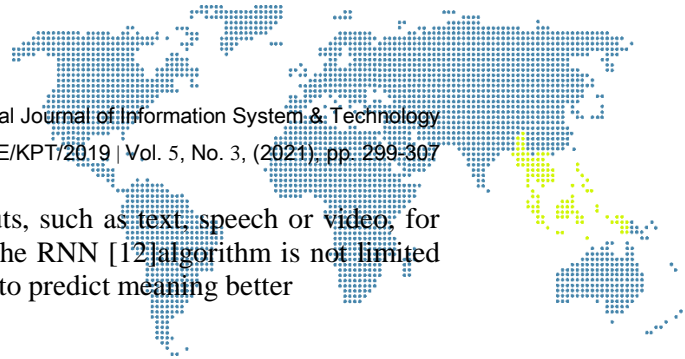 al Journal of Information System & Technology
E/KPT/2019 | Vol. 5, No. 3, (2021), pp. 299-307
uts, such as text, speech or video, for
he RNN [12]algorithm is not limited
to predict meaning better